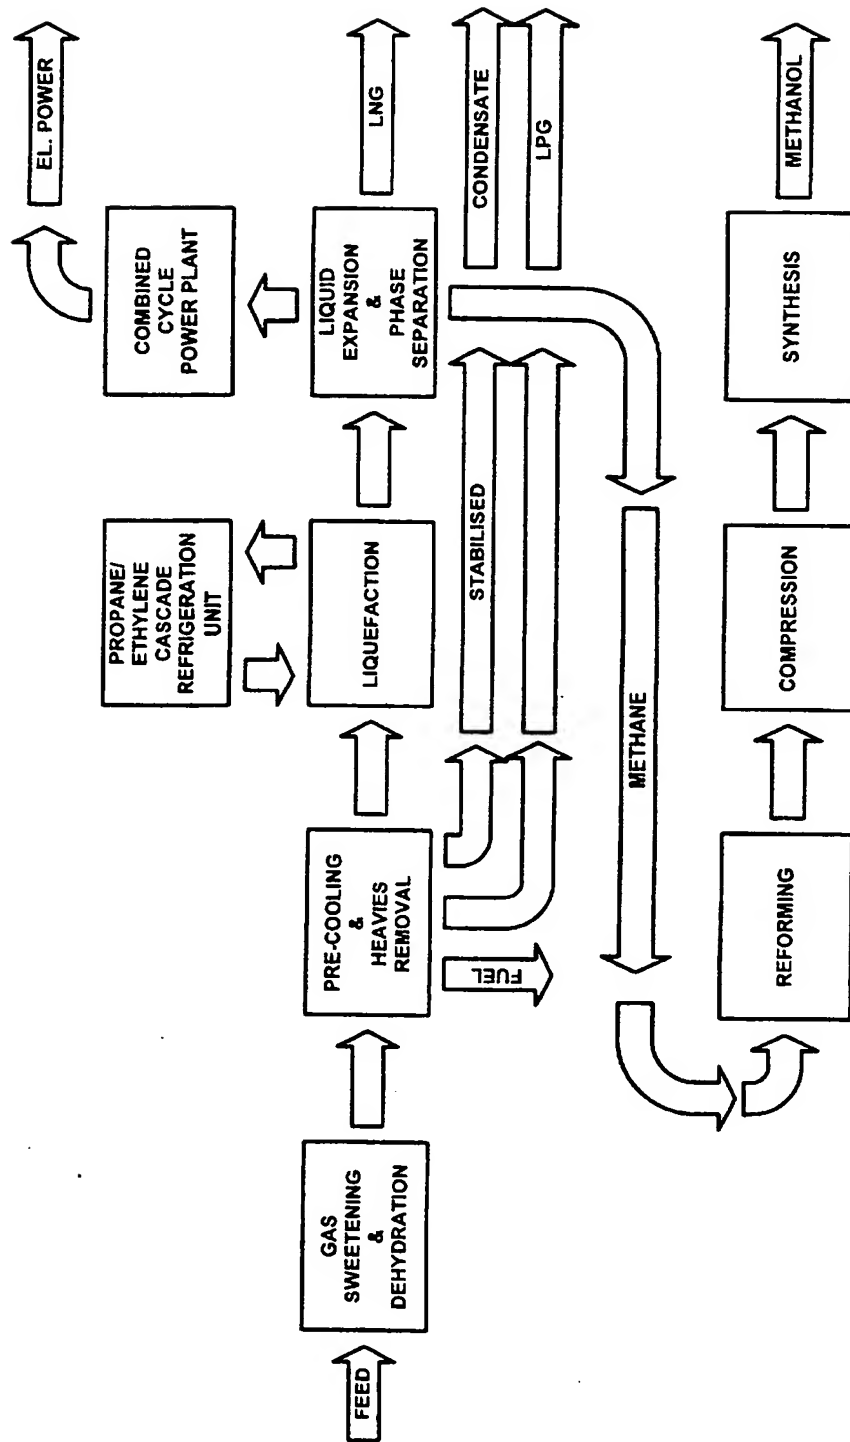 EL. POWER
PROPANE/
ETHYLENE
CASCADE
REFRIGERATION
UNIT
COMBINED
CYCLE
POWER PLANT
FEED
GAS
SWEETENING
&
DEHYDRATION
PRE-COOLING
&
HEAVIES
REMOVAL
LIQUEFACTION
LIQUID
EXPANSION
&
PHASE
SEPARATION
LNG
FUEL
STABILISED
CONDENSATE
LPG
METHANE
REFORMING
COMPRESSION
SYNTHESIS
METHANOL